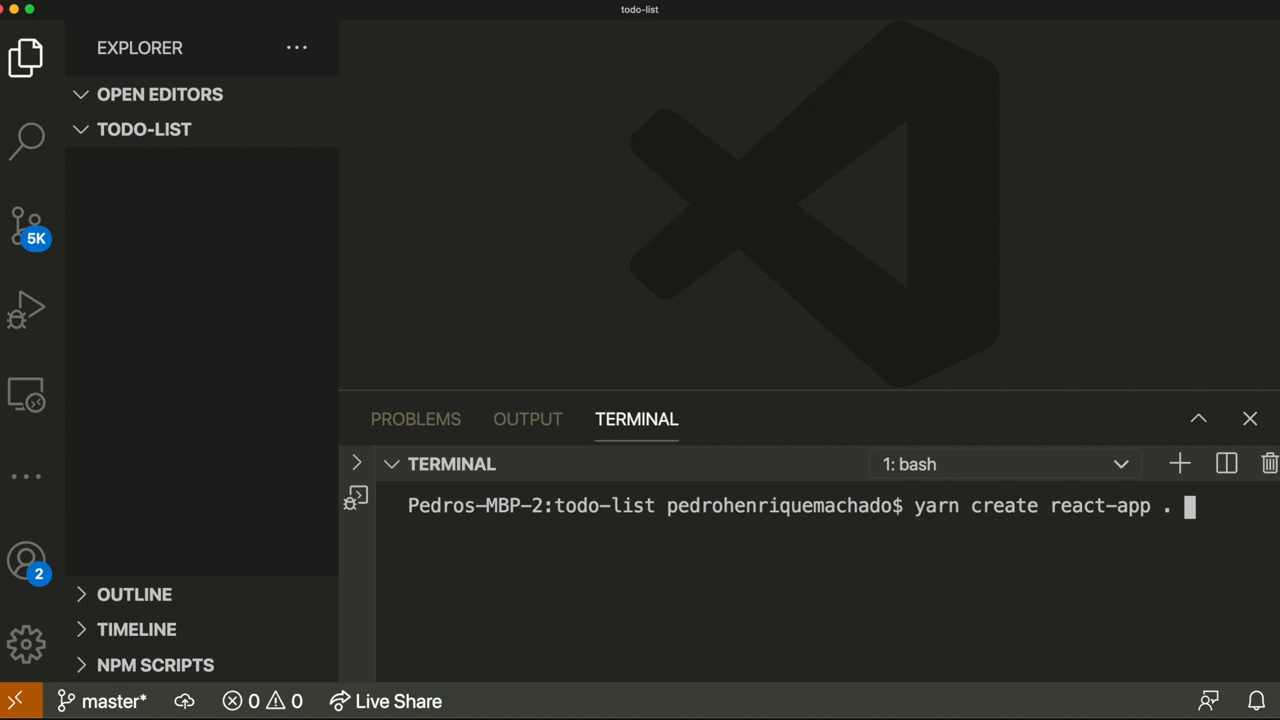 todo-list
EXPLORER
OPEN EDITORS
TODO-LIST
5K
PROBLEMS OUTPUT TERMINAL
TERMINAL
1: bash
Pedros-MBP-2:todo-list pedrohenriquemachado$ yarn create react-app .
2
OUTLINE
TIMELINE
NPM SCRIPTS
master* 0 0 Live Share